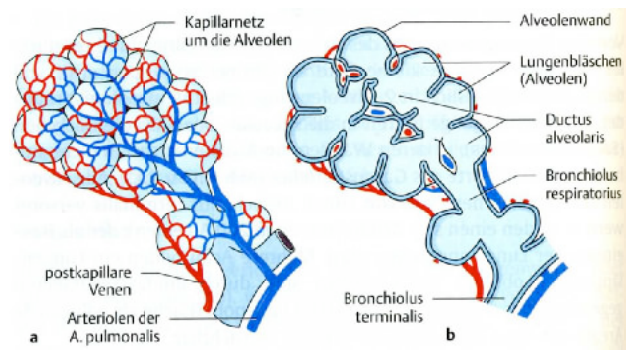 Kapillarnetz
um die Alveolen
postkapillare
Venen
Arteriolen der
A. pulmonalis
a
Alveolenwand
Lungenbläschen
(Alveolen)
Ductus
alveolaris
Bronchiolus
respiratorius
Bronchiolus
terminalis
b